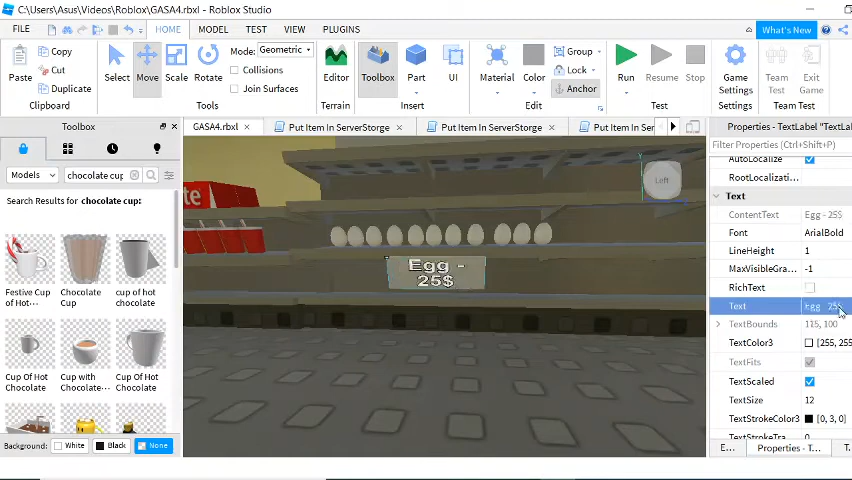 C:\Users\Asus\Videos\Roblox\GASA4.rbxl - Roblox Studio
FILE HOME MODEL TEST VIEW PLUGINS What's New
Paste Copy Cut Duplicate
Clipboard
Select Move Scale Rotate
Mode: Geometric
Collisions
Join Surfaces
Tools
Editor
Terrain
Toolbox Part UI
Insert
Material Color Group Lock Anchor
Edit
Run Resume Stop
Test
Game Settings
Settings
Team Test Exit Game
Team Test
Toolbox
GASA4.rbxl
Put Item In ServerStorge
Put Item In ServerStorge
Put Item In Ser
Models
chocolate cup
Search Results for chocolate cup:
Festive Cup of Hot…
Chocolate Cup
cup of hot chocolate
Cup Of Hot Chocolate
Cup with Chocolate…
Cup Of Hot Chocolate
Background: White Black None
Left
Egg -
25$
Properties - TextLabel "TextLab
Filter Properties (Ctrl+Shift+P)
AutoLocalize
RootLocalizati...
Text
ContentText Egg - 25$
Font ArialBold
LineHeight 1
MaxVisibleGra... -1
RichText
Text Egg 25$
TextBounds 115, 100
TextColor3 [255, 255
TextFits
TextScaled
TextSize 12
TextStrokeColor3 [0, 3, 0]
TextStrokeTra... 0
E... Properties - T... T.